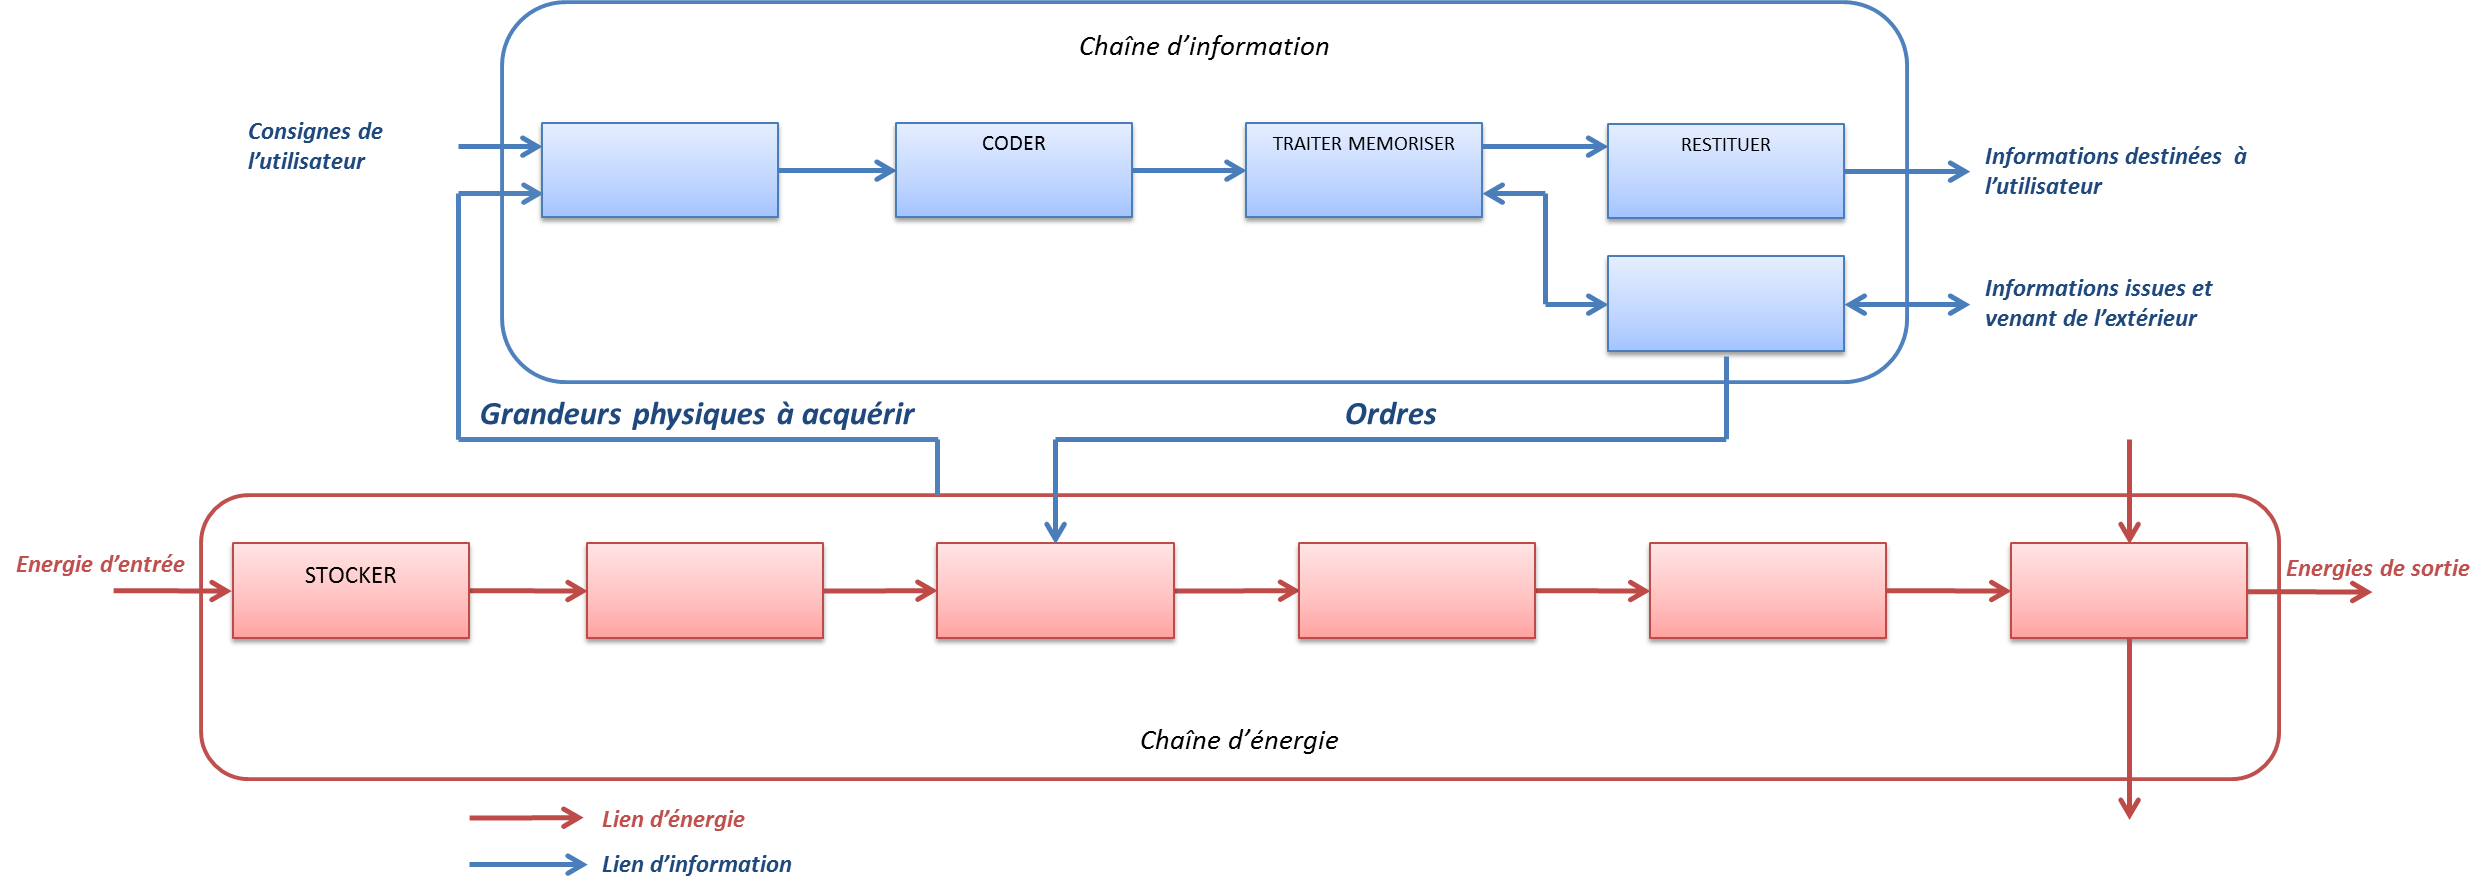 Chaîne d’information
Consignes de
l’utilisateur
CODER
TRAITER MEMORISER
RESTITUER
Informations destinées à
l’utilisateur
Informations issues et
venant de l’extérieur
Grandeurs physiques à acquérir
Ordres
Energie d’entrée
STOCKER
Energies de sortie
Chaîne d’énergie
Lien d’énergie
Lien d’information